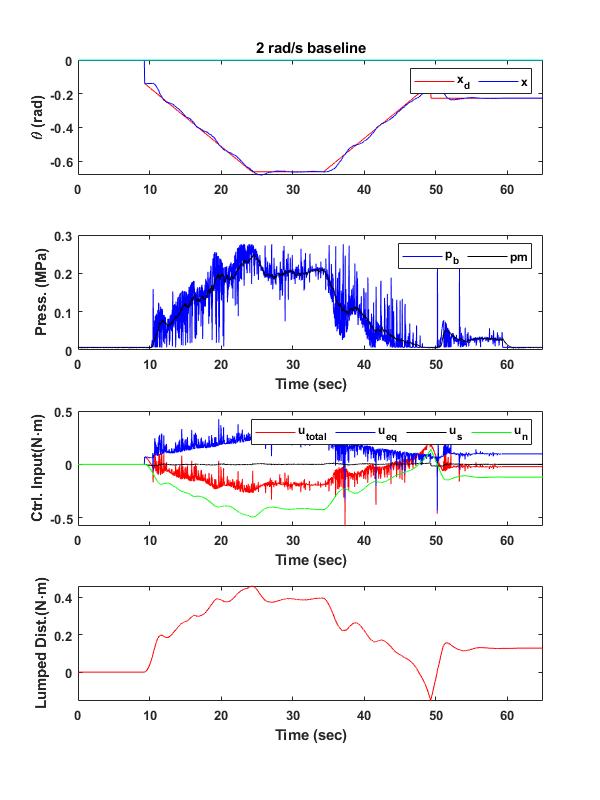 2 rad/s baseline
0
-0.2
-0.4
-0.6
θ (rad)
x_d x
0 10 20 30 40 50 60
0.3
0.2
0.1
0
Press. (MPa)
p_b pm
0 10 20 30 40 50 60
Time (sec)
0.5
0
-0.5
Ctrl. Input(N·m)
u_total u_eq u_s u_n
0 10 20 30 40 50 60
Time (sec)
0.4
0.2
0
Lumped Dist.(N·m)
0 10 20 30 40 50 60
Time (sec)